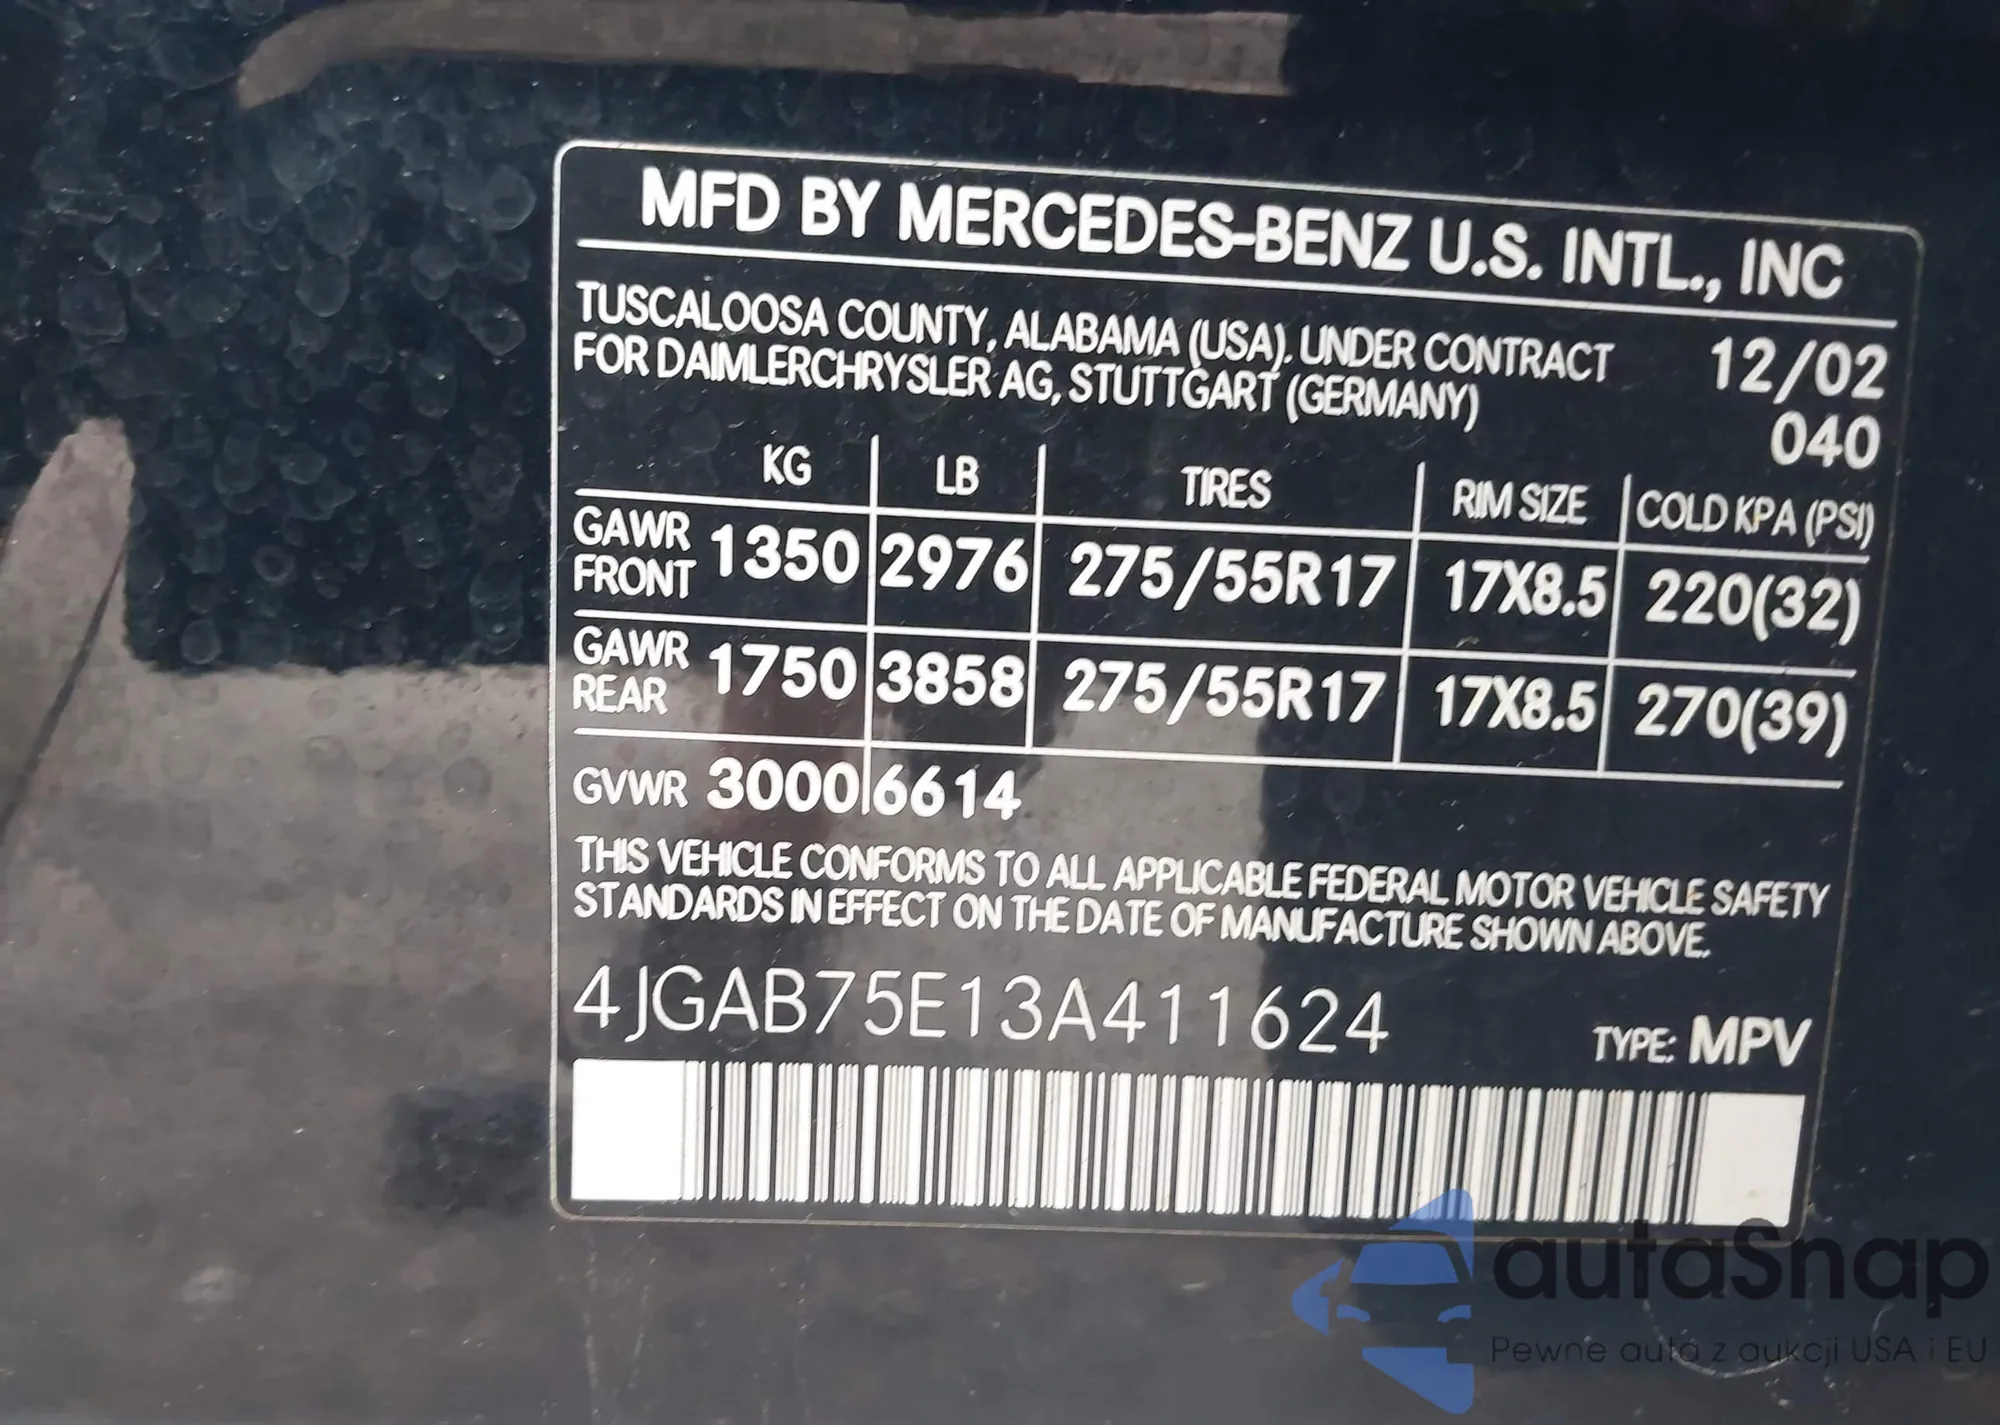 MFD BY MERCEDES-BENZ U.S. INTL., INC
TUSCALOOSA COUNTY, ALABAMA (USA). UNDER CONTRACT
FOR DAIMLERCHRYSLER AG, STUTTGART (GERMANY)
12/02
040
KG LB TIRES RIM SIZE COLD KPA (PSI)
GAWR FRONT 1350 2976 275/55R17 17X8.5 220(32)
GAWR REAR 1750 3858 275/55R17 17X8.5 270(39)
GVWR 3000 6614
THIS VEHICLE CONFORMS TO ALL APPLICABLE FEDERAL MOTOR VEHICLE SAFETY
STANDARDS IN EFFECT ON THE DATE OF MANUFACTURE SHOWN ABOVE.
4JGAB75E13A411624 TYPE: MPV
autaSnap
Pewne auta z aukcji USA i EU